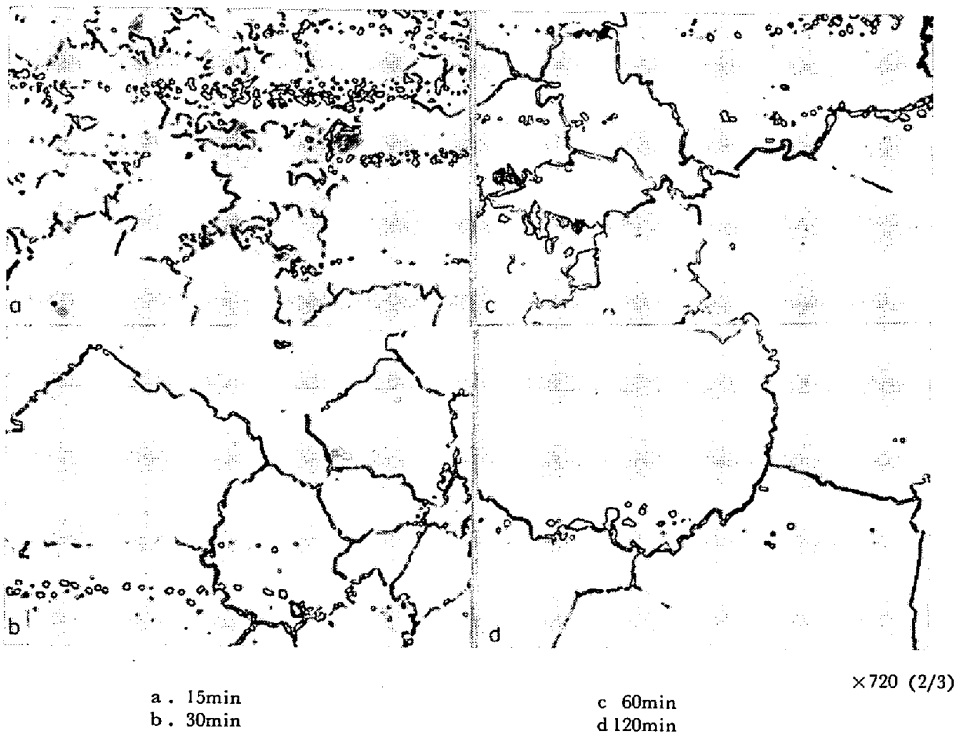 a
c
b
d
×720 (2/3)
a . 15min
b . 30min
c 60min
d 120min